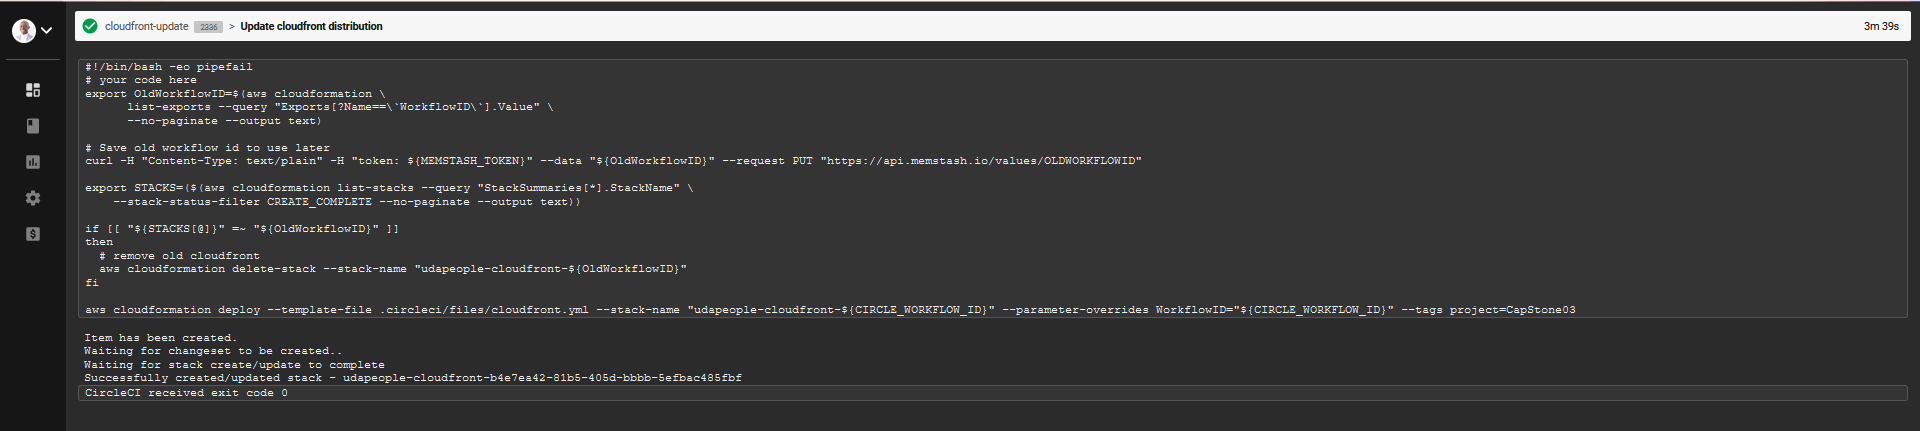 cloudfront-update 2336 > Update cloudfront distribution 3m 39s
#!/bin/bash -eo pipefail
# your code here
export OldWorkflowID=$(aws cloudformation \
      list-exports --query "Exports[?Name==\`WorkflowID\`].Value" \
      --no-paginate --output text)
# Save old workflow id to use later
curl -H "Content-Type: text/plain" -H "token: ${MEMSTASH_TOKEN}" --data "${OldWorkflowID}" --request PUT "https://api.memstash.io/values/OLDWORKFLOWID"
export STACKS=($(aws cloudformation list-stacks --query "StackSummaries[*].StackName" \
    --stack-status-filter CREATE_COMPLETE --no-paginate --output text))
if [[ "${STACKS[@]}" =~ "${OldWorkflowID}" ]]
then
  # remove old cloudfront
  aws cloudformation delete-stack --stack-name "udapeople-cloudfront-${OldWorkflowID}"
fi
aws cloudformation deploy --template-file .circleci/files/cloudfront.yml --stack-name "udapeople-cloudfront-${CIRCLE_WORKFLOW_ID}" --parameter-overrides WorkflowID="${CIRCLE_WORKFLOW_ID}" --tags project=CapStone03
Item has been created.
Waiting for changeset to be created..
Waiting for stack create/update to complete
Successfully created/updated stack - udapeople-cloudfront-b4e7ea42-81b5-405d-bbbb-5efbac485fbf
CircleCI received exit code 0